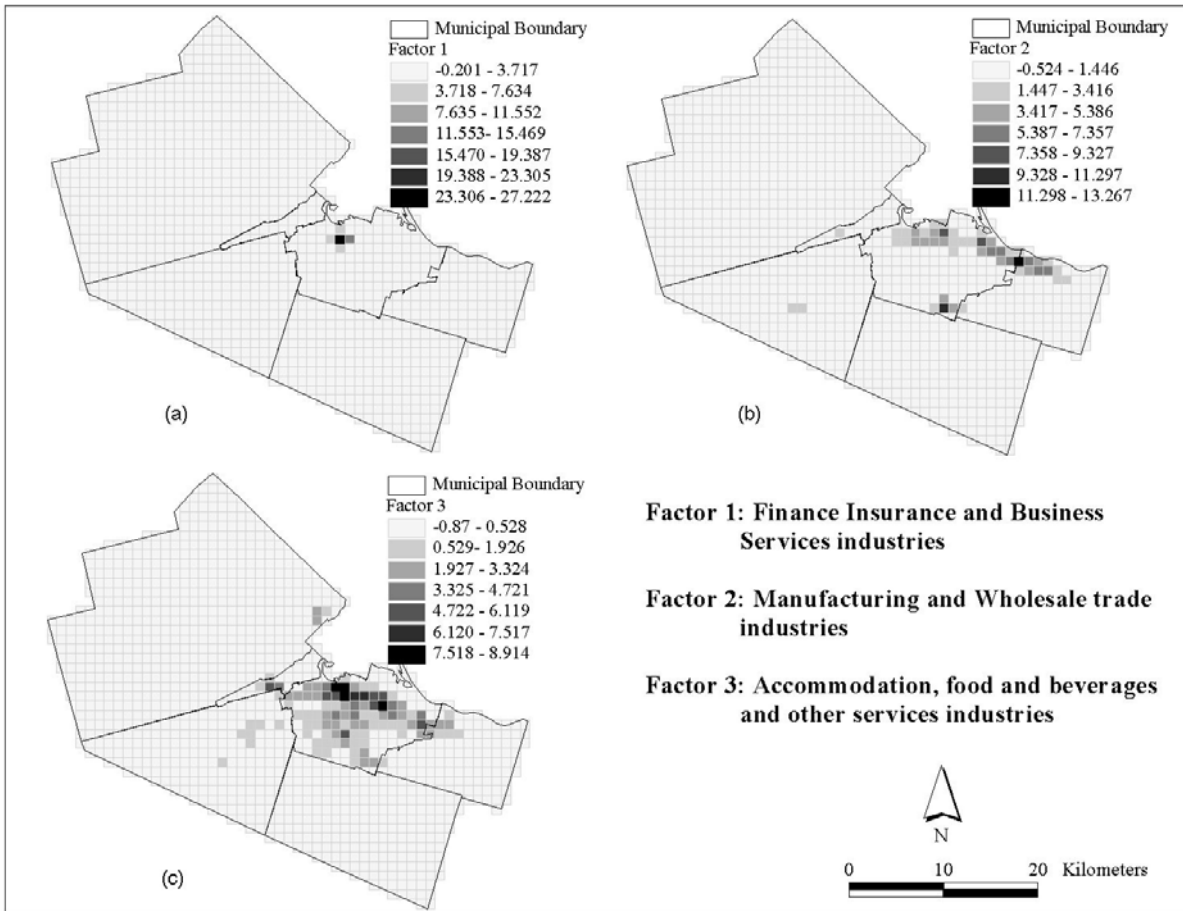 Municipal Boundary
Factor 1
-0.201 - 3.717
3.718 - 7.634
7.635 - 11.552
11.553- 15.469
15.470 - 19.387
19.388 - 23.305
23.306 - 27.222
(a)
Municipal Boundary
Factor 2
-0.524 - 1.446
1.447 - 3.416
3.417 - 5.386
5.387 - 7.357
7.358 - 9.327
9.328 - 11.297
11.298 - 13.267
(b)
Municipal Boundary
Factor 3
-0.87 - 0.528
0.529- 1.926
1.927 - 3.324
3.325 - 4.721
4.722 - 6.119
6.120 - 7.517
7.518 - 8.914
(c)
Factor 1: Finance Insurance and Business
Services industries
Factor 2: Manufacturing and Wholesale trade
industries
Factor 3: Accommodation, food and beverages
and other services industries
N
0 10 20 Kilometers